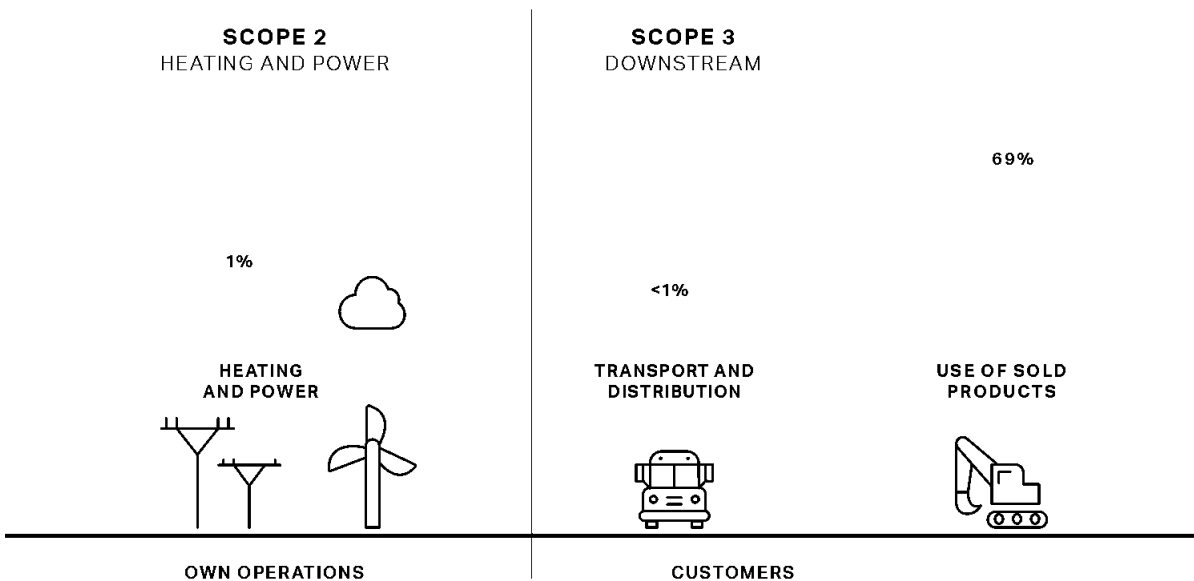 SCOPE 2
HEATING AND POWER
1%
HEATING
AND POWER
OWN OPERATIONS
SCOPE 3
DOWNSTREAM
69%
<1%
TRANSPORT AND
DISTRIBUTION
USE OF SOLD
PRODUCTS
CUSTOMERS